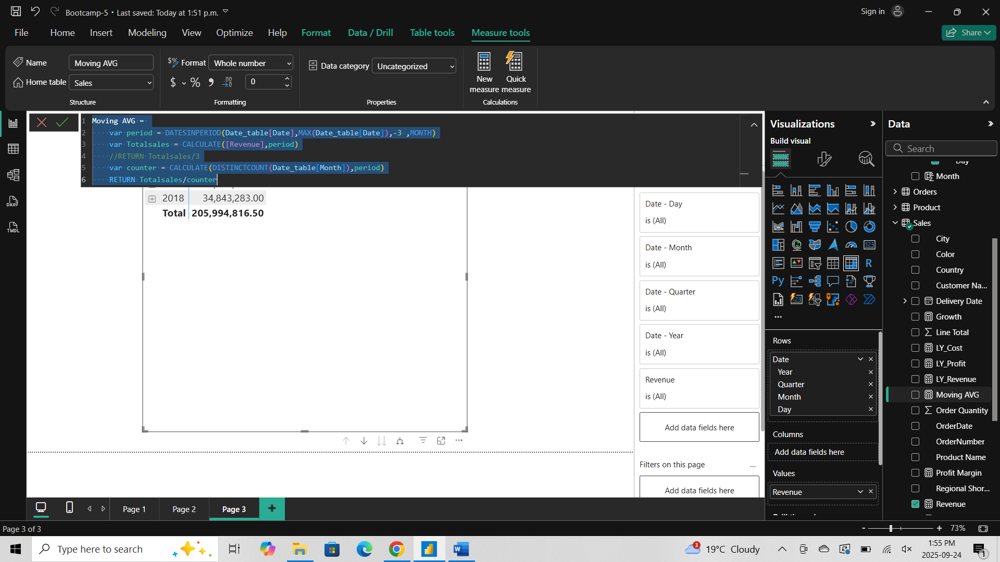 Bootcamp-5 • Last saved: Today at 1:51 p.m.
Sign in
File Home Insert Modeling View Optimize Help Format Data / Drill Table tools Measure tools
Share
Name Moving AVG
Home table Sales
Structure
Format Whole number
$ % 0
Formatting
Data category Uncategorized
Properties
New measure
Quick measure
Calculations
1 Moving AVG =
2 var period = DATESINPERIOD(Date_table[Date],MAX(Date_table[Date]),-3 ,MONTH)
3 var Totalsales = CALCULATE([Revenue],period)
4 //RETURN Totalsales/3
5 var counter = CALCULATE(DISTINCTCOUNT(Date_table[Month]),period)
6 RETURN Totalsales/counter
2018 34,843,283.00
Total 205,994,816.50
Date - Day
is (All)
Date - Month
is (All)
Date - Quarter
is (All)
Date - Year
is (All)
Revenue
is (All)
Add data fields here
Filters on this page
Add data fields here
Visualizations
Build visual
123
R
Py
123
Rows
Date
Year
Quarter
Month
Day
Columns
Add data fields here
Values
Revenue
Data
Search
Day
Month
Orders
Product
Sales
City
Color
Country
Customer Na...
Delivery Date
Growth
Line Total
LY_Cost
LY_Profit
LY_Revenue
Moving AVG
Order Quantity
OrderDate
OrderNumber
Product Name
Profit Margin
Regional Shor...
Revenue
DAX
TMDL
Page 1 Page 2 Page 3
Page 3 of 3
- + 73%
Type here to search
3
19°C Cloudy
1:55 PM
2025-09-24
1